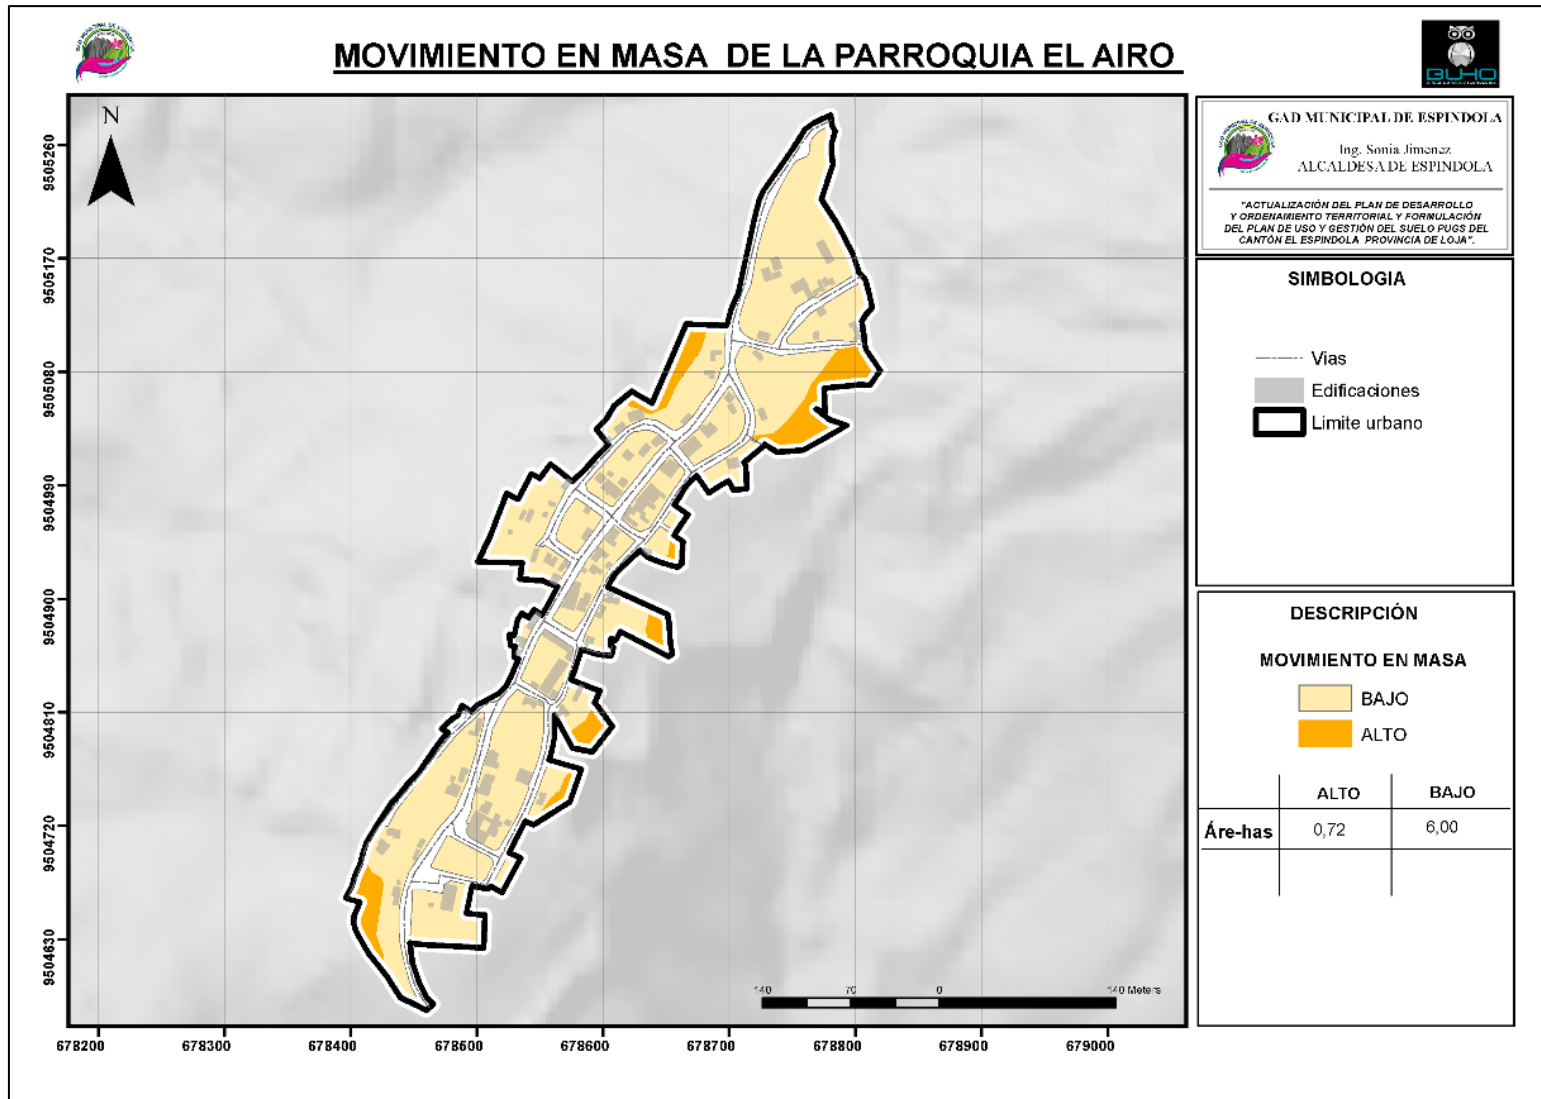 MOVIMIENTO EN MASA DE LA PARROQUIA EL AIRO
BUHO
N
GAD MUNICIPAL DE ESPINDOLA
Ing. Sonia Jimenez
ALCALDESA DE ESPINDOLA
"ACTUALIZACIÓN DEL PLAN DE DESARROLLO
Y ORDENAMIENTO TERRITORIAL Y FORMULACIÓN
DEL PLAN DE USO Y GESTIÓN DEL SUELO PUGS DEL
CANTÓN EL ESPINDOLA PROVINCIA DE LOJA".
SIMBOLOGIA
Vias
Edificaciones
Limite urbano
DESCRIPCIÓN
MOVIMIENTO EN MASA
BAJO
ALTO
ALTO BAJO
Áre-has 0,72 6,00
9505260
9505170
9505080
9504990
9504900
9504810
9504720
9504630
140 70 0 140 Meters
678200 678300 678400 678500 678600 678700 678800 678900 679000